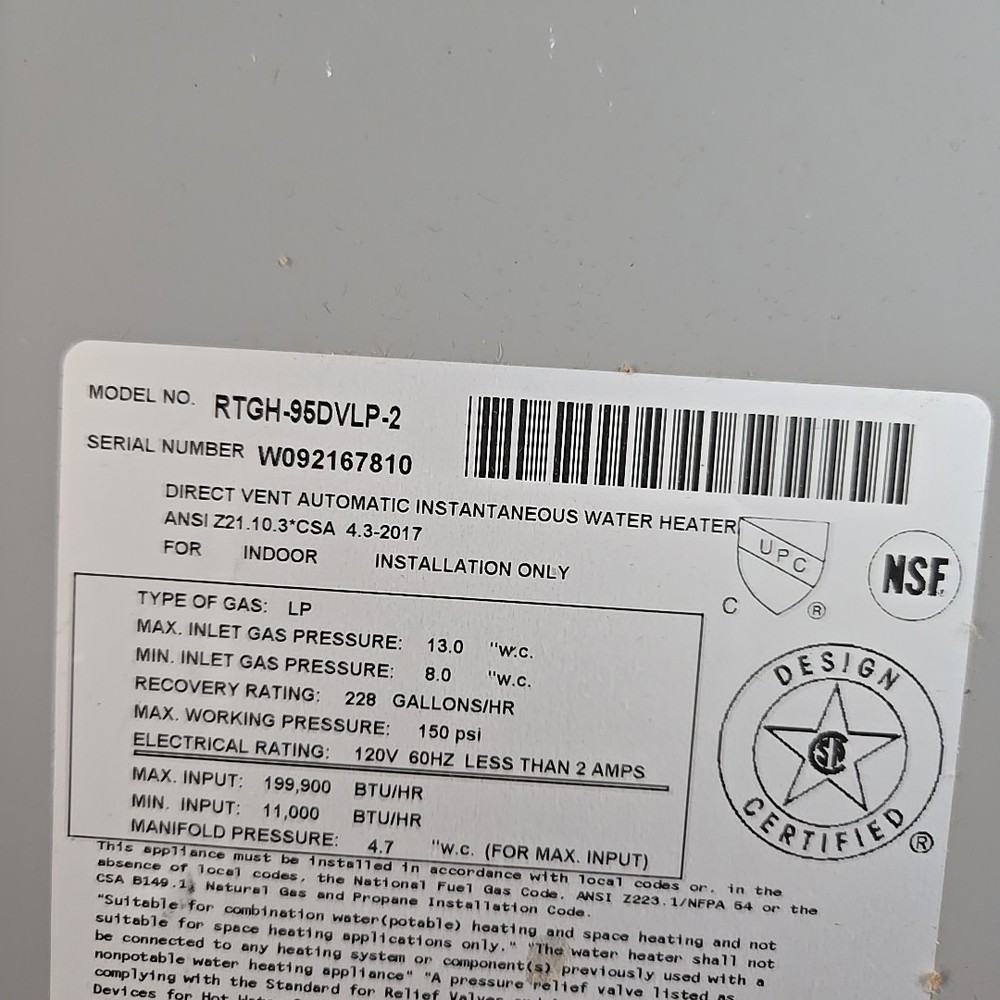 MODEL NO. RTGH-95DVLP-2
SERIAL NUMBER W092167810
DIRECT VENT AUTOMATIC INSTANTANEOUS WATER HEATER
ANSI Z21.10.3*CSA 4.3-2017
FOR INDOOR INSTALLATION ONLY
C UPC ®
NSF.
TYPE OF GAS: LP
MAX. INLET GAS PRESSURE: 13.0 "w.c.
MIN. INLET GAS PRESSURE: 8.0 "w.c.
RECOVERY RATING: 228 GALLONS/HR
MAX. WORKING PRESSURE: 150 psi
ELECTRICAL RATING: 120V 60HZ LESS THAN 2 AMPS
MAX. INPUT: 199,900 BTU/HR
MIN. INPUT: 11,000 BTU/HR
MANIFOLD PRESSURE: 4.7 "w.c. (FOR MAX. INPUT)
DESIGN
CERTIFIED ®
This appliance must be installed in accordance with local codes or, in the
absence of local codes, the National Fuel Gas Code, ANSI Z223.1/NFPA 54 or the
CSA B149.1, Natural Gas and Propane Installation Code.
"Suitable for combination water(potable) heating and space heating and not
suitable for space heating applications only." "The water heater shall not
be connected to any heating system or component(s) previously used with a
nonpotable water heating appliance" "A pressure relief valve listed as
complying with the Standard for Relief Valves
Devices for Hot